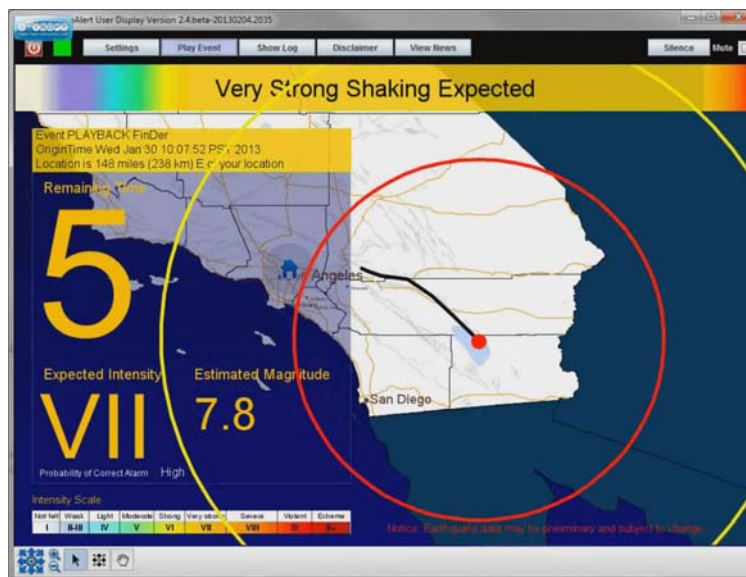 Alert User Display Version 2.4.beta-20130204.2035
Settings Play Event Show Log Disclaimer View News Silence Mute
Very Strong Shaking Expected
Event PLAYBACK FinDer
OriginTime Wed Jan 30 10:07:52 PST 2013
Location is 148 miles (238 km) E of your location
Remaining Time
5
Angeles
Expected Intensity
VII
Estimated Magnitude
7.8
San Diego
Probability of Correct Alarm High
Intensity Scale
Not felt Weak Light Moderate Strong Very strong Severe Violent Extreme
I II-III IV V VI VII VIII IX X+
Notice: Earthquake data may be preliminary and subject to change.